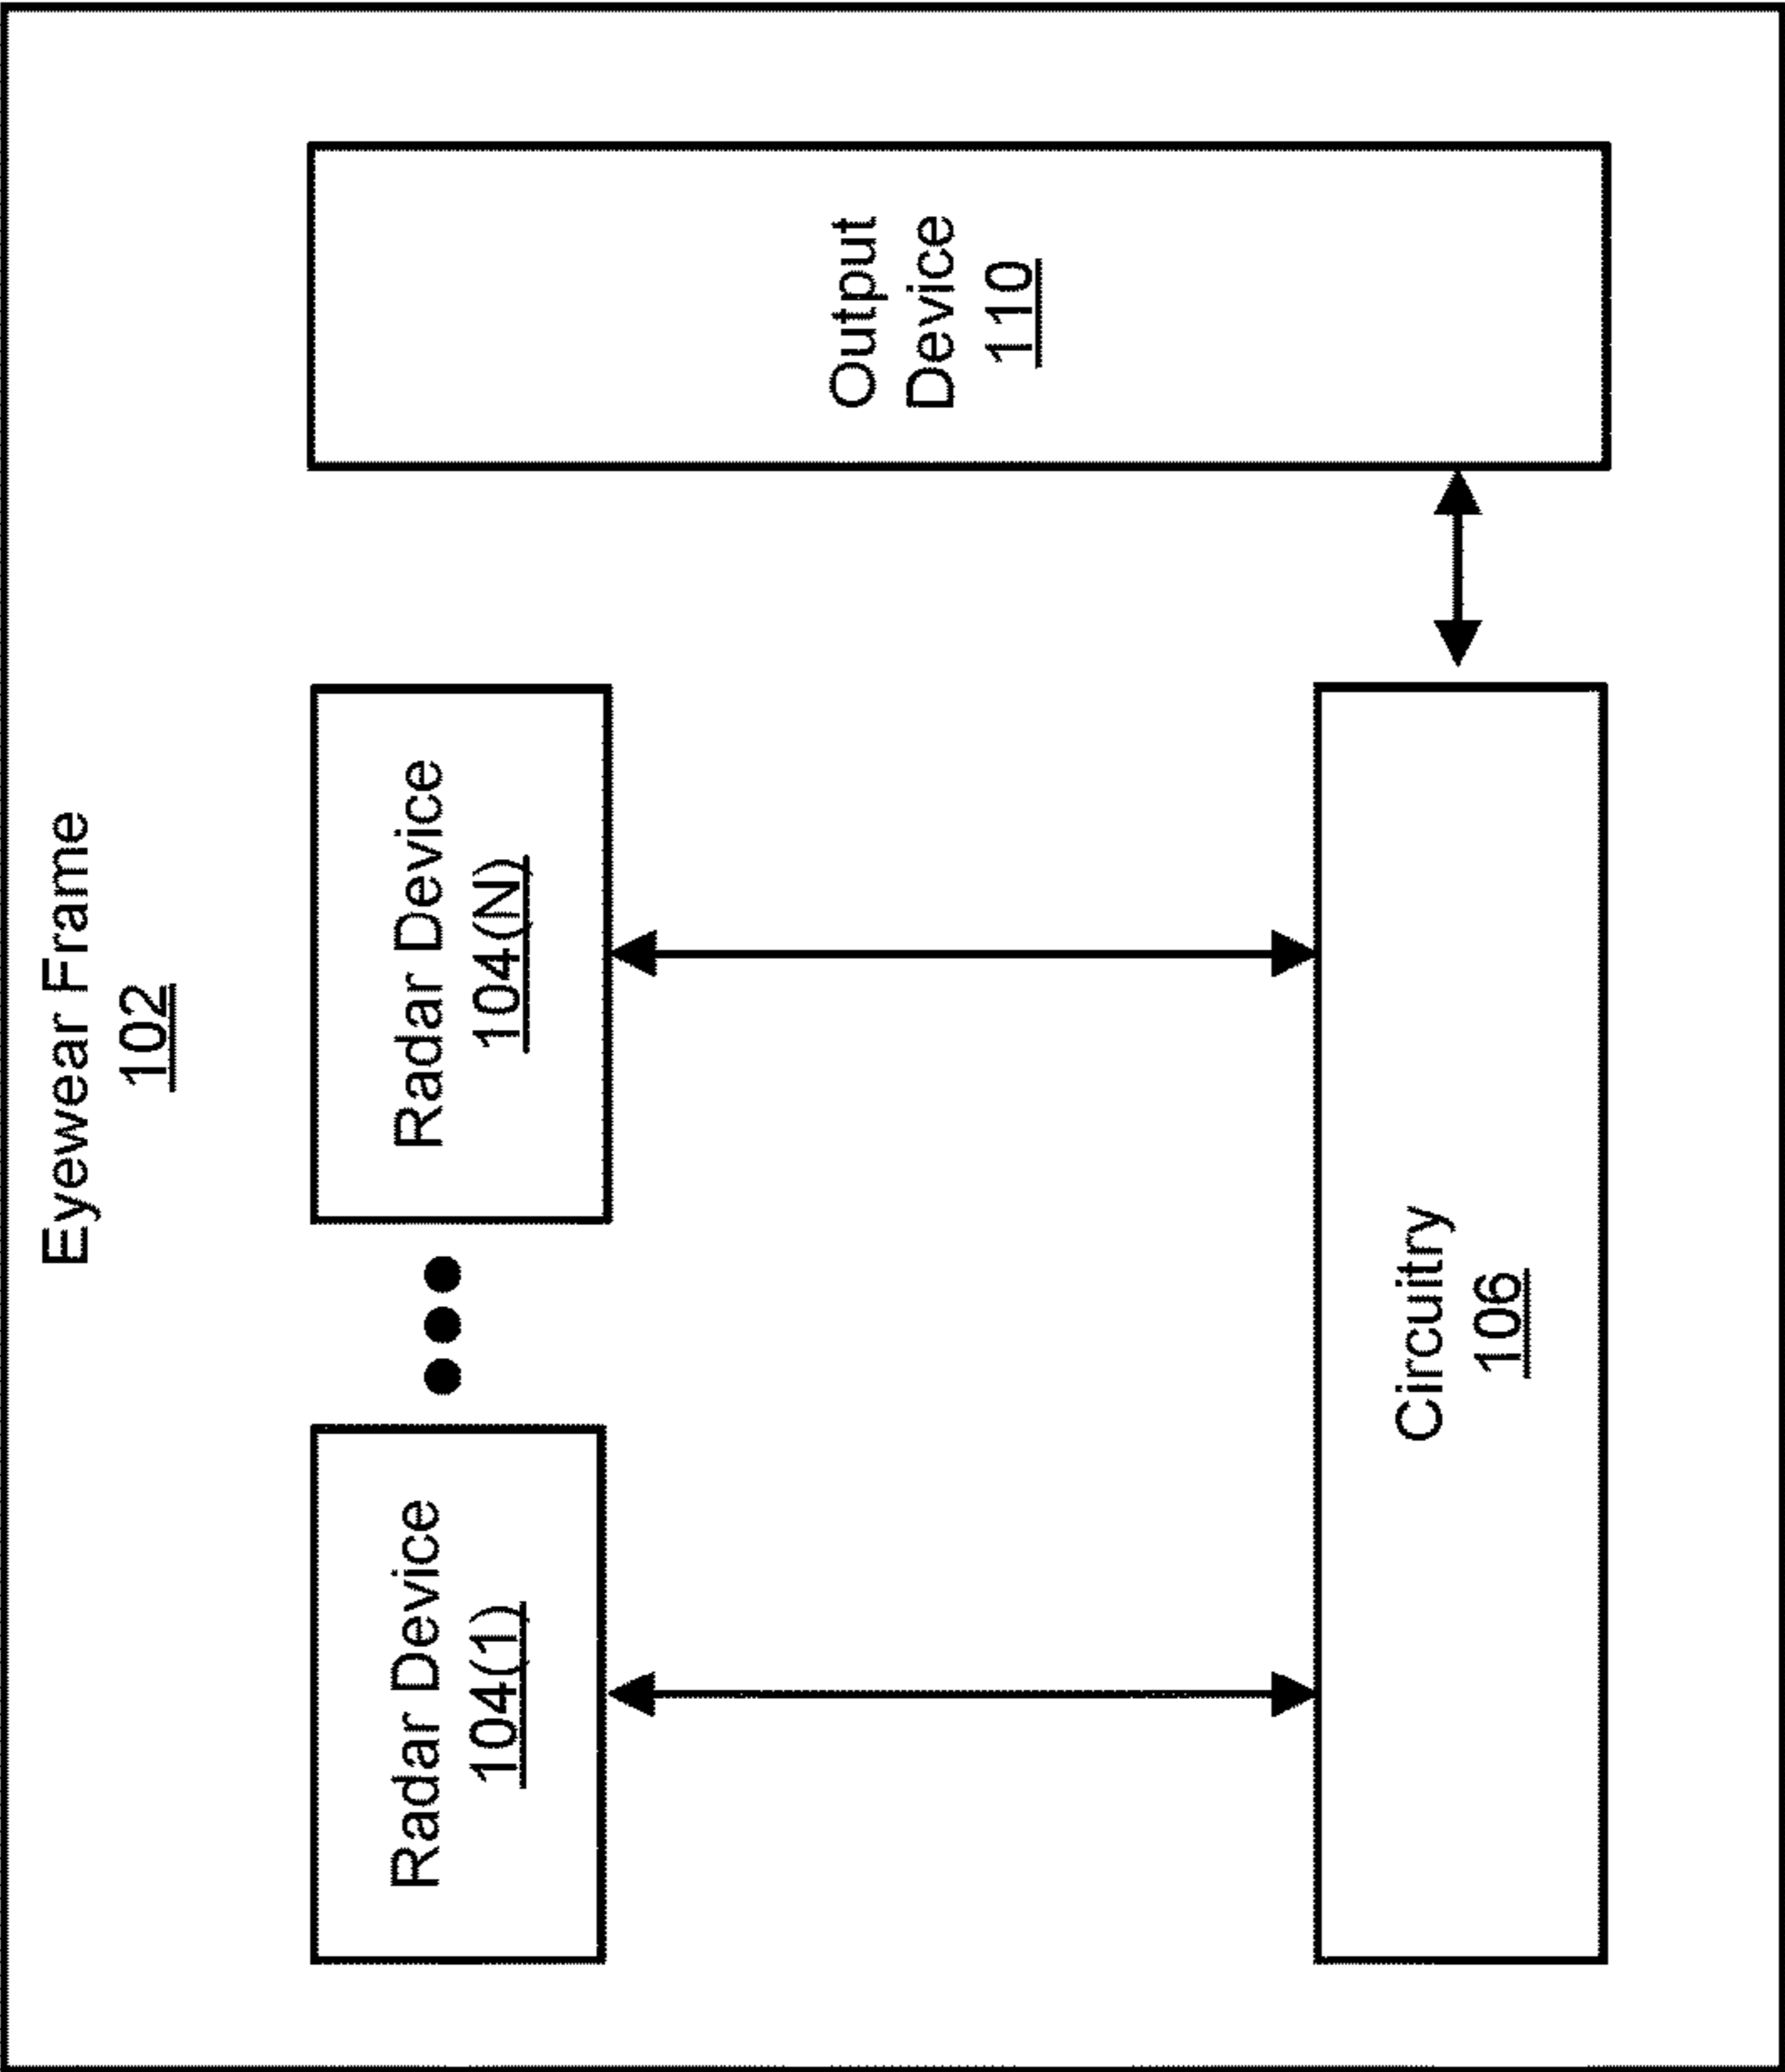 Eyewear Frame
102
Radar Device
104(1)
Radar Device
104(N)
Output
Device
110
Circuitry
106